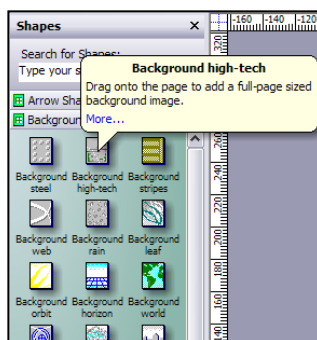 Shapes
-160 -140 -120
Search for Shapes:
Type your s
Background high-tech
Drag onto the page to add a full-page sized
background image.
More...
Arrow Sha
Backgroun
Background steel
Background high-tech
Background stripes
Background web
Background rain
Background leaf
Background orbit
Background horizon
Background world
320
260
240
220
200
180
160
140